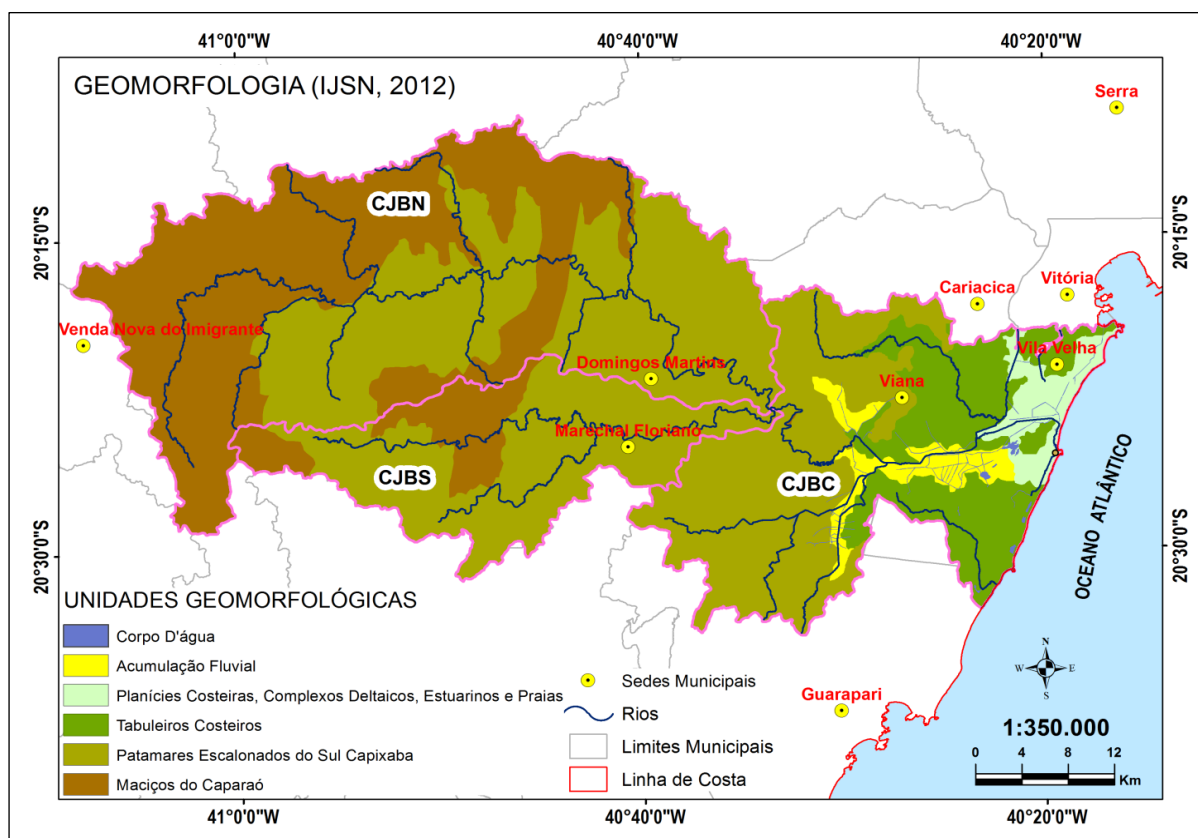 41°0'0"W
40°40'0"W
40°20'0"W
GEOMORFOLOGIA (IJSN, 2012)
Serra
CJBN
20°15'0"S
20°15'0"S
Cariacica
Vitória
Venda Nova do Imigrante
Vila Velha
Domingos Martins
Viana
Marechal Floriano
CJBS
CJBC
OCEANO ATLÂNTICO
20°30'0"S
20°30'0"S
UNIDADES GEOMORFOLÓGICAS
Corpo D'água
Acumulação Fluvial
Planícies Costeiras, Complexos Deltaicos, Estuarinos e Praias
Tabuleiros Costeiros
Patamares Escalonados do Sul Capixaba
Maciços do Caparaó
Sedes Municipais
Rios
Limites Municipais
Linha de Costa
Guarapari
N
W E
S
1:350.000
0 4 8 12
Km
41°0'0"W
40°40'0"W
40°20'0"W